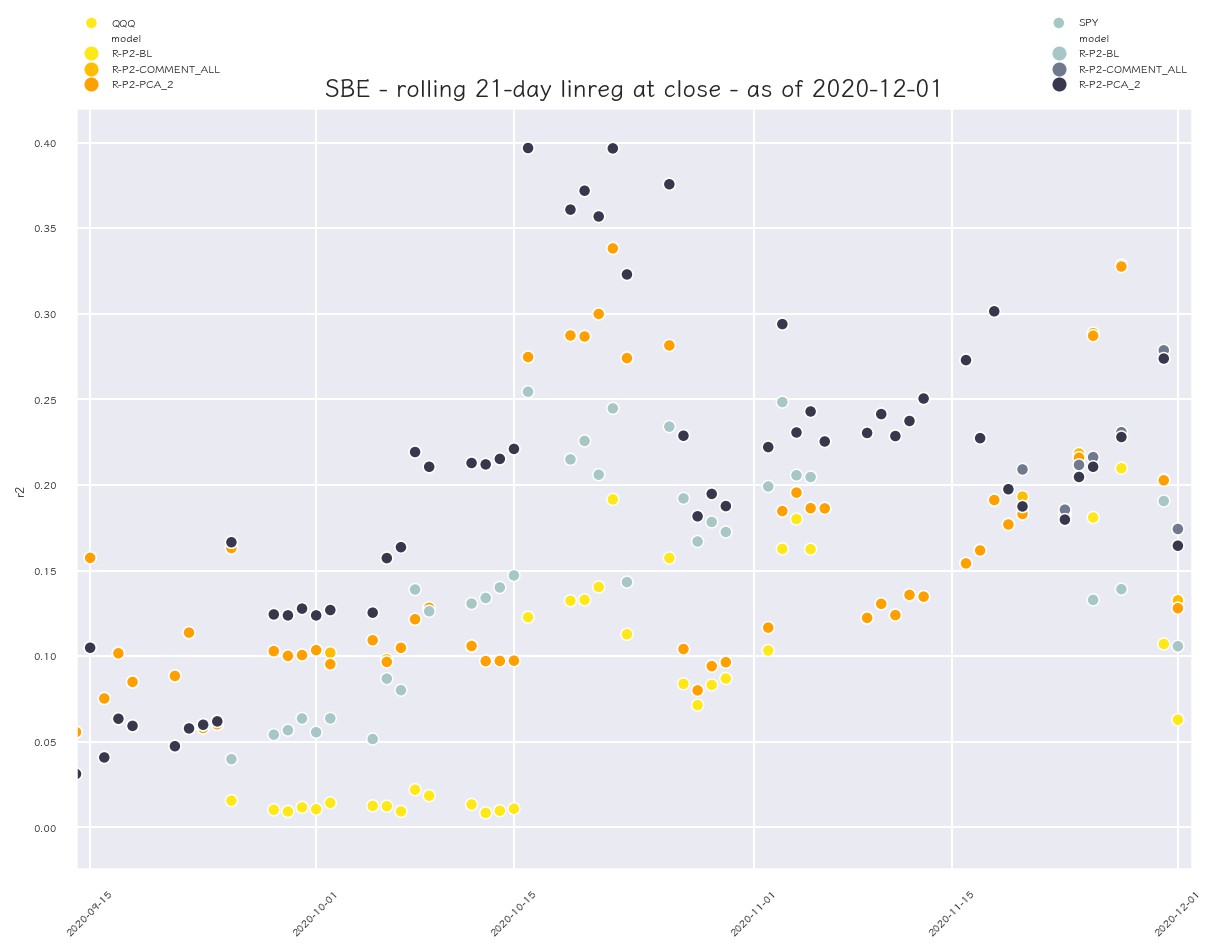 QQQ
model
R-P2-BL
R-P2-COMMENT_ALL
R-P2-PCA_2
SPY
model
R-P2-BL
R-P2-COMMENT_ALL
R-P2-PCA_2
SBE - rolling 21-day linreg at close - as of 2020-12-01
0.40
0.35
0.30
0.25
0.20
0.15
0.10
0.05
0.00
r2
2020-09-15
2020-10-01
2020-10-15
2020-11-01
2020-11-15
2020-12-01